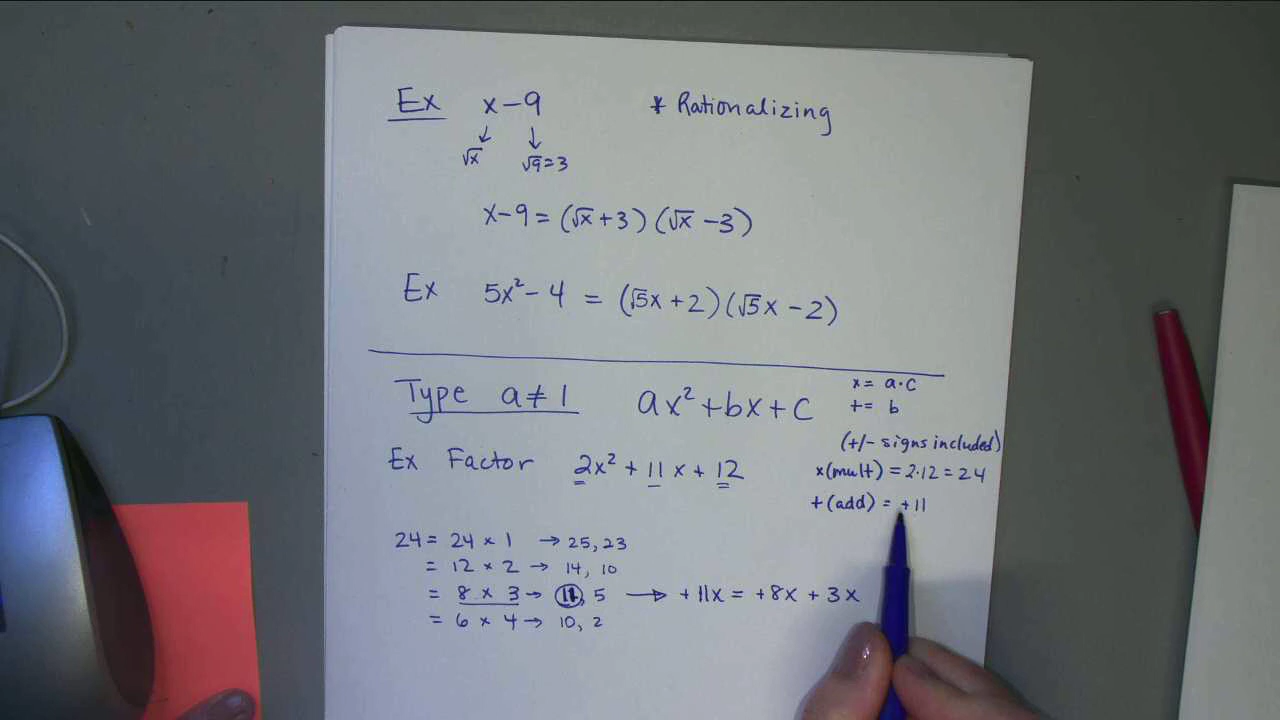 Ex x-9 * Rationalizing
√x √9=3
x-9 = (√x+3)(√x-3)
Ex 5x²-4 = (√5x+2)(√5x-2)
Type a≠1 ax²+bx+c
x= a·c
+= b
(+/- signs included)
Ex Factor 2x²+11x+12
x(mult) = 2·12=24
+(add) = +11
24= 24 x 1 → 25, 23
= 12 x 2 → 14, 10
= 8 x 3 → 11, 5 → +11x = +8x + 3x
= 6 x 4 → 10, 2